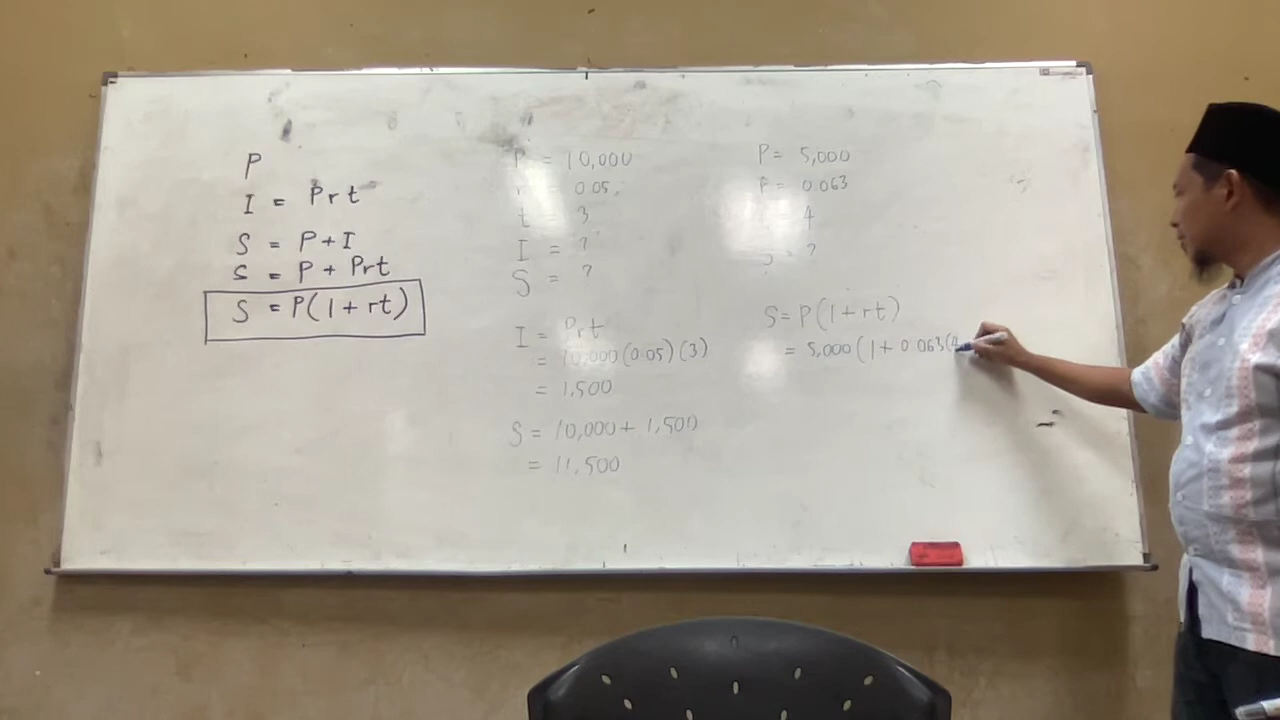 P
I = Prt
S = P + I
S = P + Prt
S = P(1 + rt)
P = 10,000
r = 0.05
t = 3
I = ?
S = ?
I = Prt
= 10,000 (0.05) (3)
= 1,500
S = 10,000 + 1,500
= 11,500
P = 5,000
r = 0.063
= 4
= ?
S = P(1 + rt)
= 5,000 (1 + 0.063(4